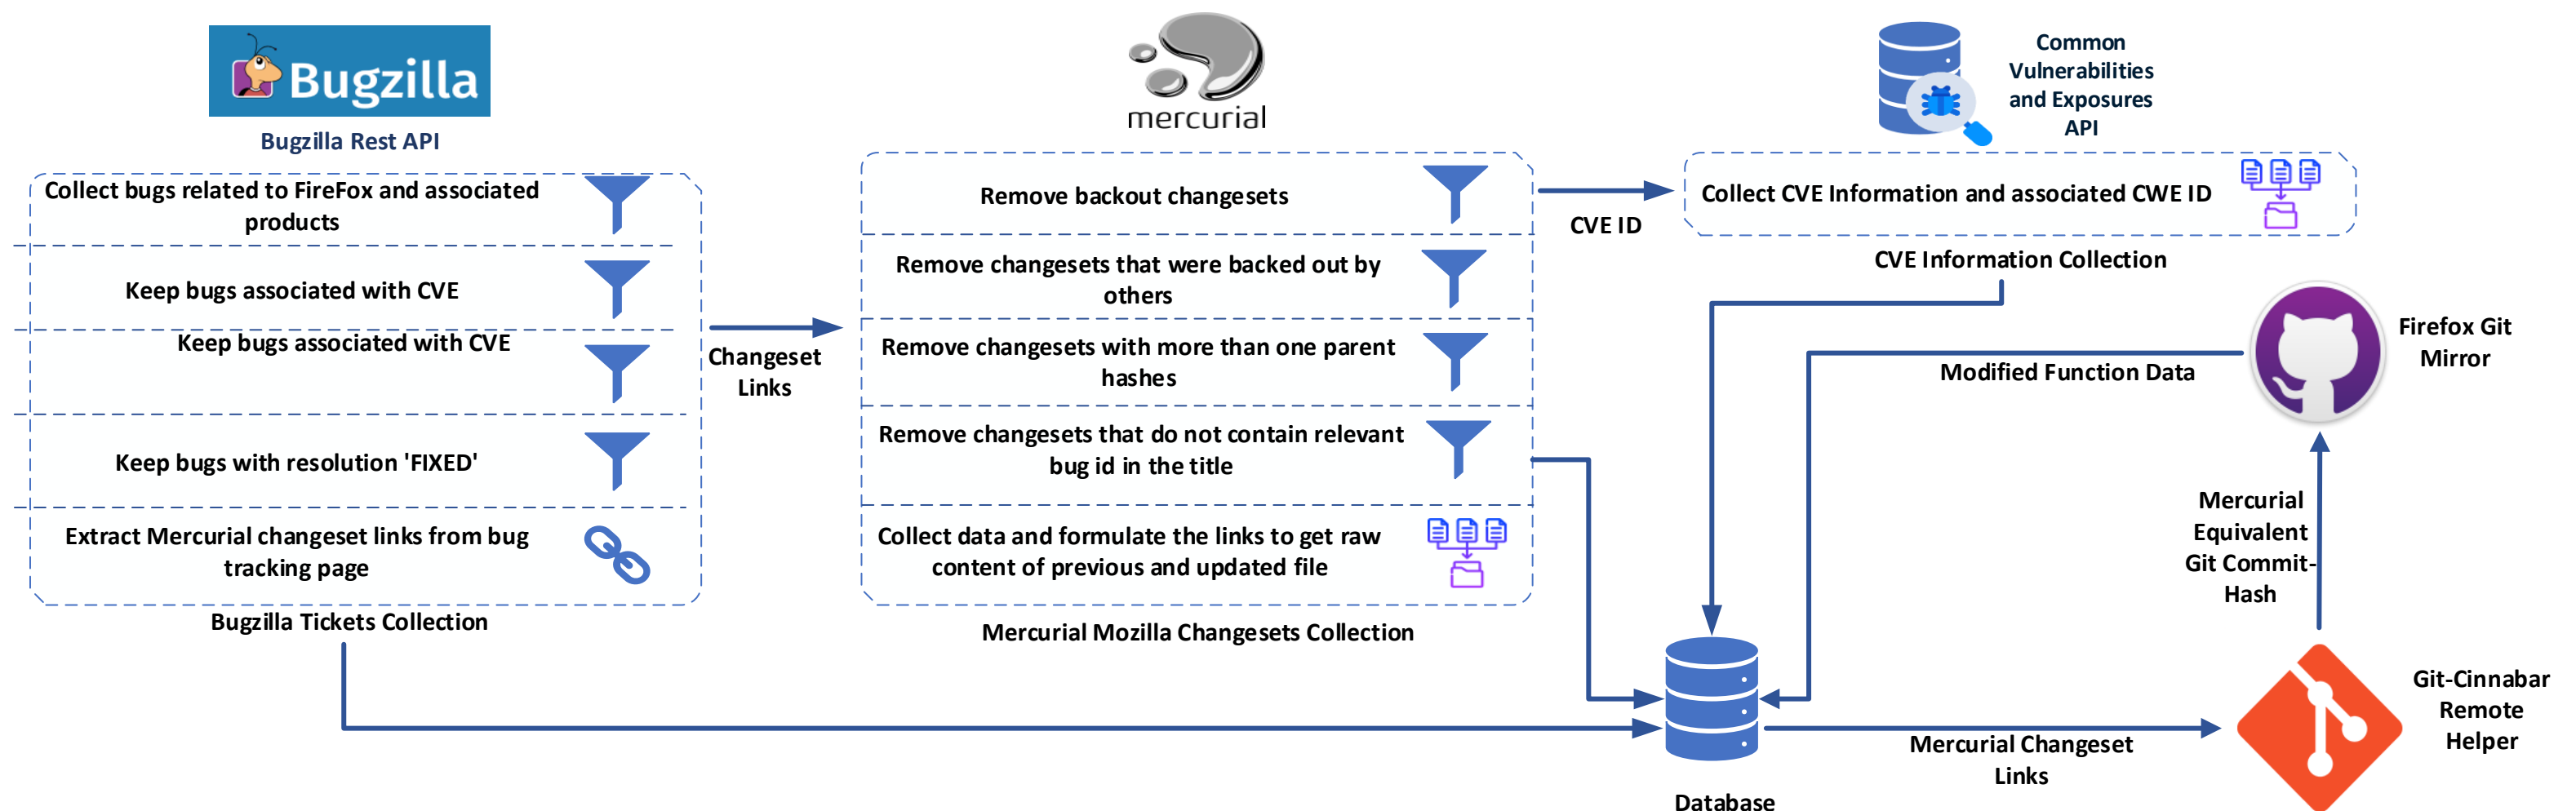 Bugzilla
Bugzilla Rest API
Collect bugs related to FireFox and associated
products
Keep bugs associated with CVE
Keep bugs associated with CVE
Keep bugs with resolution 'FIXED'
Extract Mercurial changeset links from bug
tracking page
Bugzilla Tickets Collection
Changeset
Links
mercurial
Remove backout changesets
Remove changesets that were backed out by
others
Remove changesets with more than one parent
hashes
Remove changesets that do not contain relevant
bug id in the title
Collect data and formulate the links to get raw
content of previous and updated file
Mercurial Mozilla Changesets Collection
CVE ID
Common
Vulnerabilities
and Exposures
API
Collect CVE Information and associated CWE ID
CVE Information Collection
Firefox Git
Mirror
Modified Function Data
Mercurial
Equivalent
Git Commit-
Hash
Git-Cinnabar
Remote
Helper
Mercurial Changeset
Links
Database